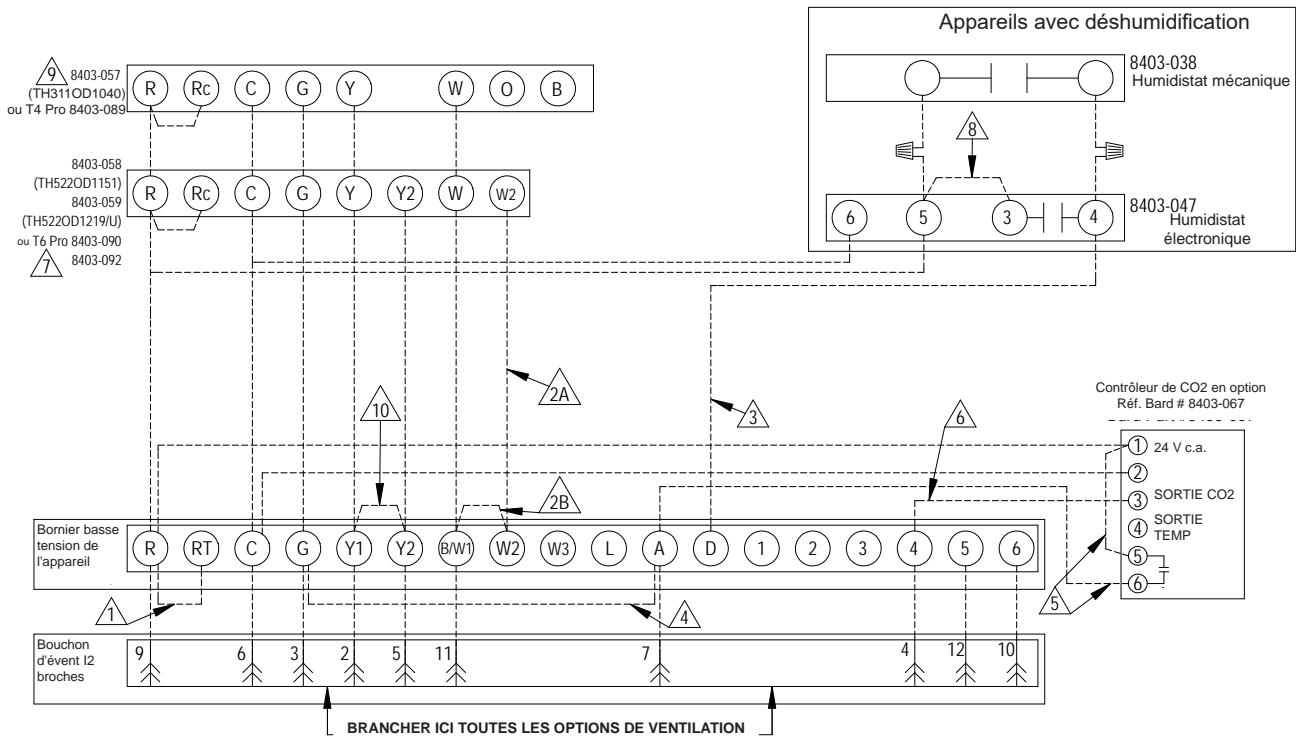 Appareils avec déshumidification
8403-038
Humidistat mécanique
8
6 5 3 4
8403-047
Humidistat
électronique
9
8403-057
(TH311OD1040)
ou T4 Pro 8403-089
R Rc C G Y W O B
8403-058
(TH522OD1151)
8403-059
(TH522OD1219/U)
ou T6 Pro 8403-090
7
8403-092
R Rc C G Y Y2 W W2
2A
10
3
6
2B
Contrôleur de CO2 en option
Réf. Bard # 8403-067
1 24 V c.a.
2
3 SORTIE CO2
4 SORTIE
TEMP
5
6
5
Bornier basse
tension de
l'appareil
R RT C G Y1 Y2 B/W1 W2 W3 L A D 1 2 3 4 5 6
1
4
Bouchon
d'évent I2
broches
9 6 3 2 5 11 7 4 12 10
BRANCHER ICI TOUTES LES OPTIONS DE VENTILATION